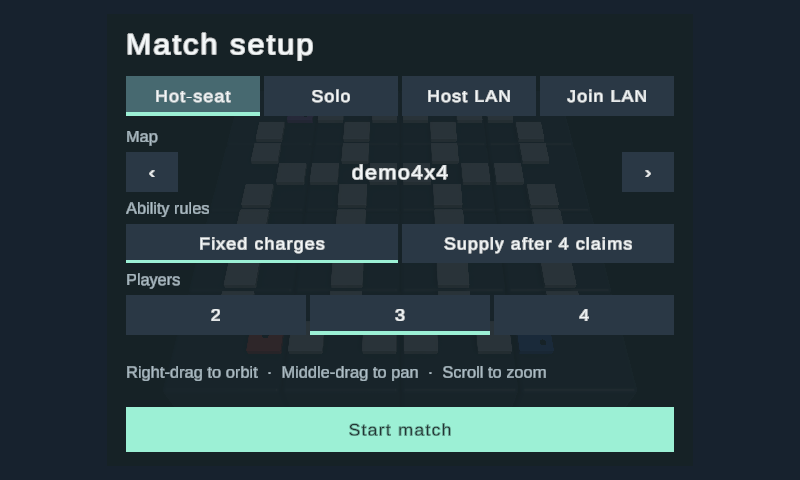 Match setup
Hot-seat Solo Host LAN Join LAN
Map
‹ demo4x4 ›
Ability rules
Fixed charges Supply after 4 claims
Players
2 3 4
Right-drag to orbit · Middle-drag to pan · Scroll to zoom
Start match